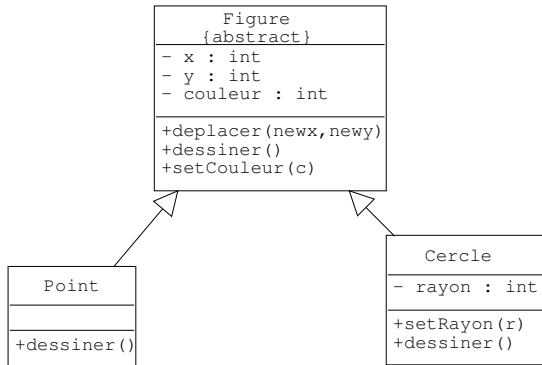 Figure
{abstract}
- x : int
- y : int
- couleur : int
+deplacer(newx,newy)
+dessiner()
+setCouleur(c)
Point
+dessiner()
Cercle
- rayon : int
+setRayon(r)
+dessiner()